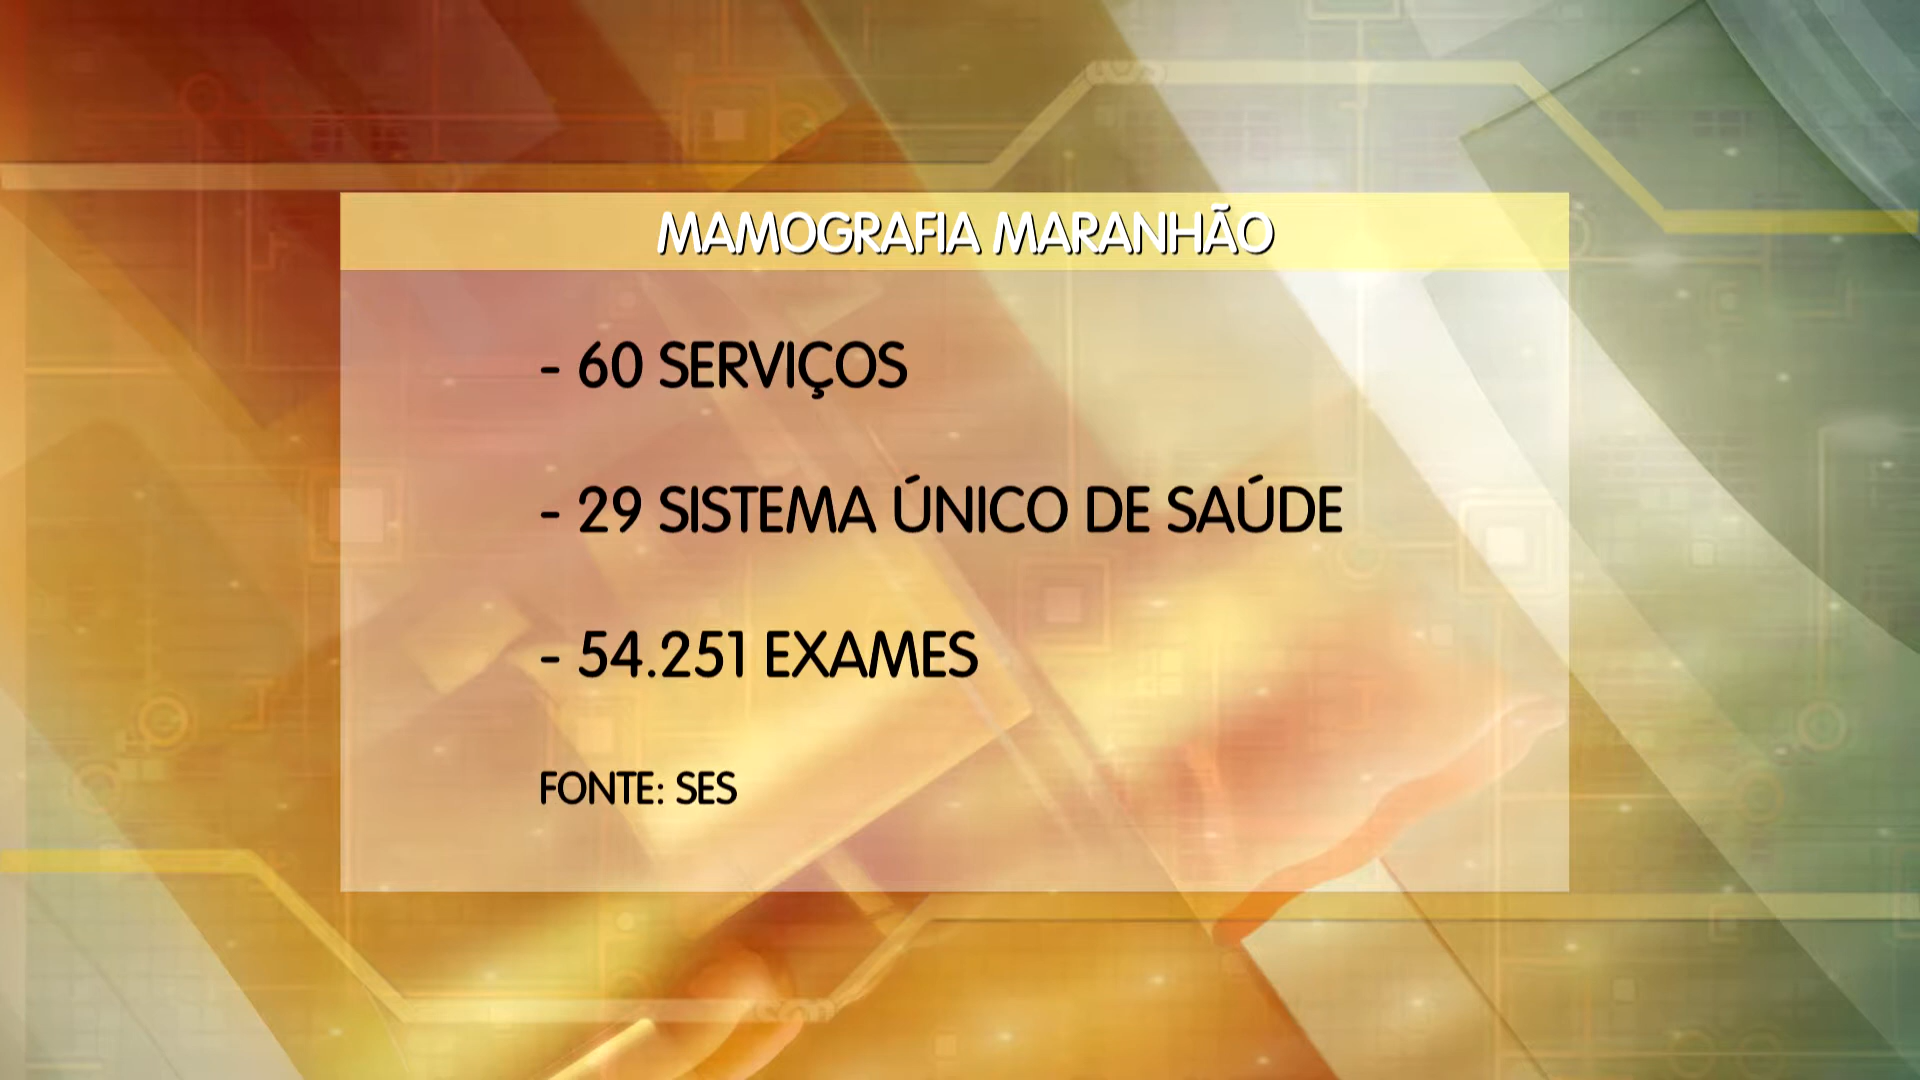 MAMOGRAFIA MARANHÃO
- 60 SERVIÇOS
- 29 SISTEMA ÚNICO DE SAÚDE
- 54.251 EXAMES
FONTE: SES